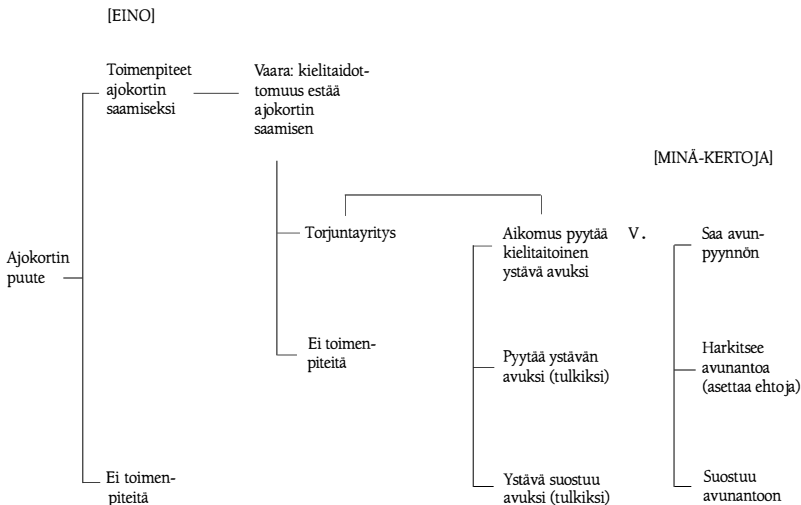 [EINO]
Toimenpiteet
ajokortin
saamiseksi
Vaara: kielitaidot-
tomuus estää
ajokortin
saamisen
[MINÄ-KERTOJA]
Ajokortin
puute
Torjuntayritys
Aikomus pyytää
kielitaitoinen
ystävä avuksi
V.
Saa avun-
pyynnön
Ei toimen-
piteitä
Pyytää ystävän
avuksi (tulkiksi)
Harkitsee
avunantoa
(asettaa ehtoja)
Ei toimen-
piteitä
Ystävä suostuu
avuksi (tulkiksi)
Suostuu
avunantoon